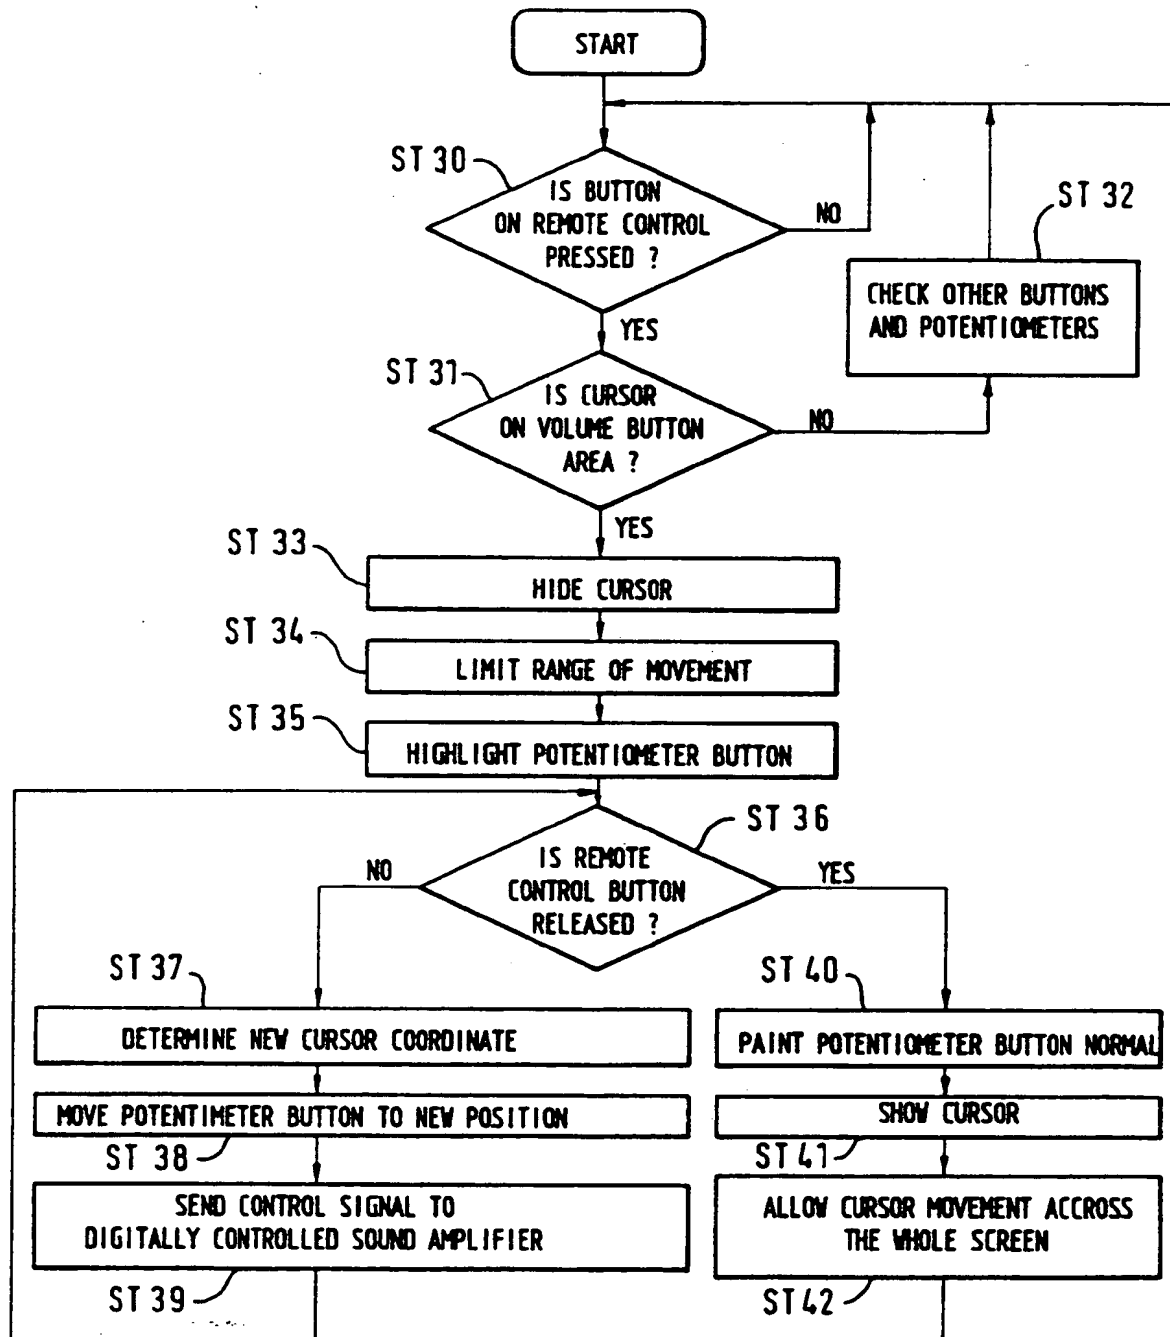 START
ST 30
IS BUTTON
ON REMOTE CONTROL
PRESSED ?
NO
ST 32
CHECK OTHER BUTTONS
AND POTENTIOMETERS
YES
ST 31
IS CURSOR
ON VOLUME BUTTON
AREA ?
NO
YES
ST 33
HIDE CURSOR
ST 34
LIMIT RANGE OF MOVEMENT
ST 35
HIGHLIGHT POTENTIOMETER BUTTON
ST 36
IS REMOTE
CONTROL BUTTON
RELEASED ?
NO
YES
ST 37
DETERMINE NEW CURSOR COORDINATE
MOVE POTENTIMETER BUTTON TO NEW POSITION
ST 38
SEND CONTROL SIGNAL TO
DIGITALLY CONTROLLED SOUND AMPLIFIER
ST 39
ST 40
PAINT POTENTIOMETER BUTTON NORMAL
SHOW CURSOR
ST 41
ALLOW CURSOR MOVEMENT ACCROSS
THE WHOLE SCREEN
ST 42